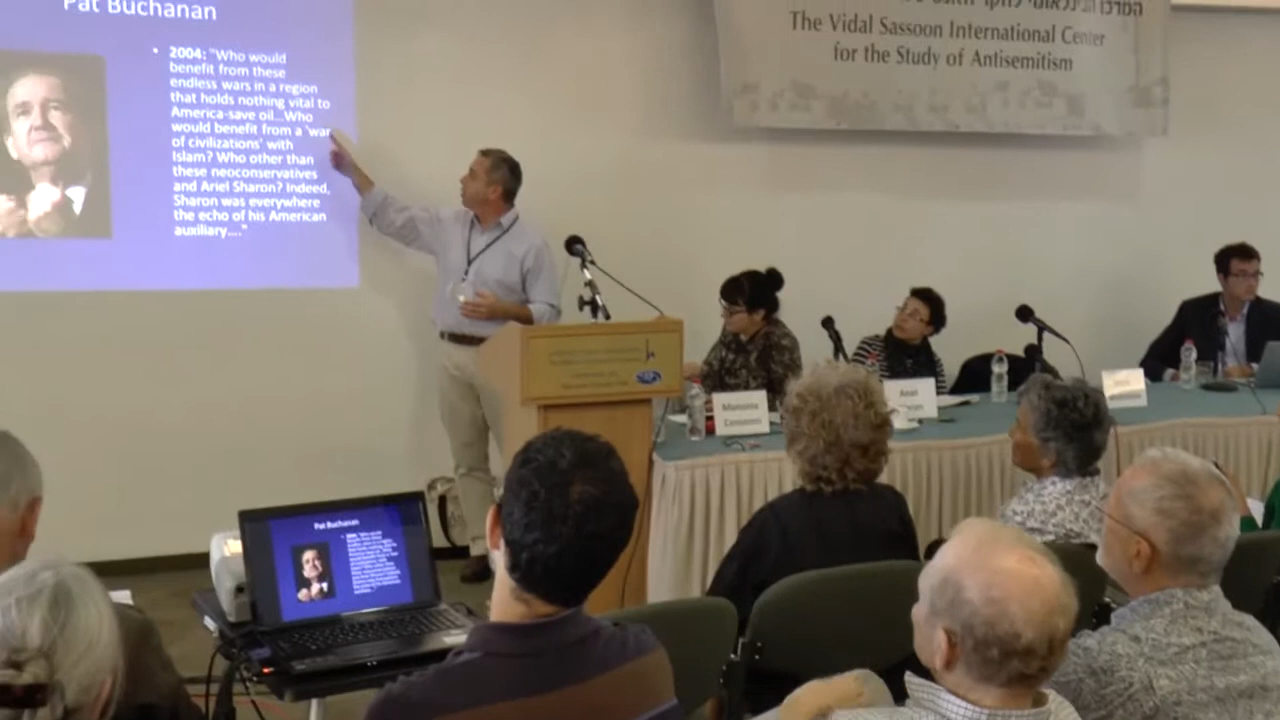 Pat Buchanan
• 2004: "Who would
benefit from these
endless wars in a region
that holds nothing vital to
America-save oil...Who
would benefit from a 'war
of civilizations' with
Islam? Who other than
these neoconservatives
and Ariel Sharon? Indeed,
Sharon was everywhere
the echo of his American
auxiliary...."
The Vidal Sassoon International Center
for the Study of Antisemitism
Pat Buchanan
Anat